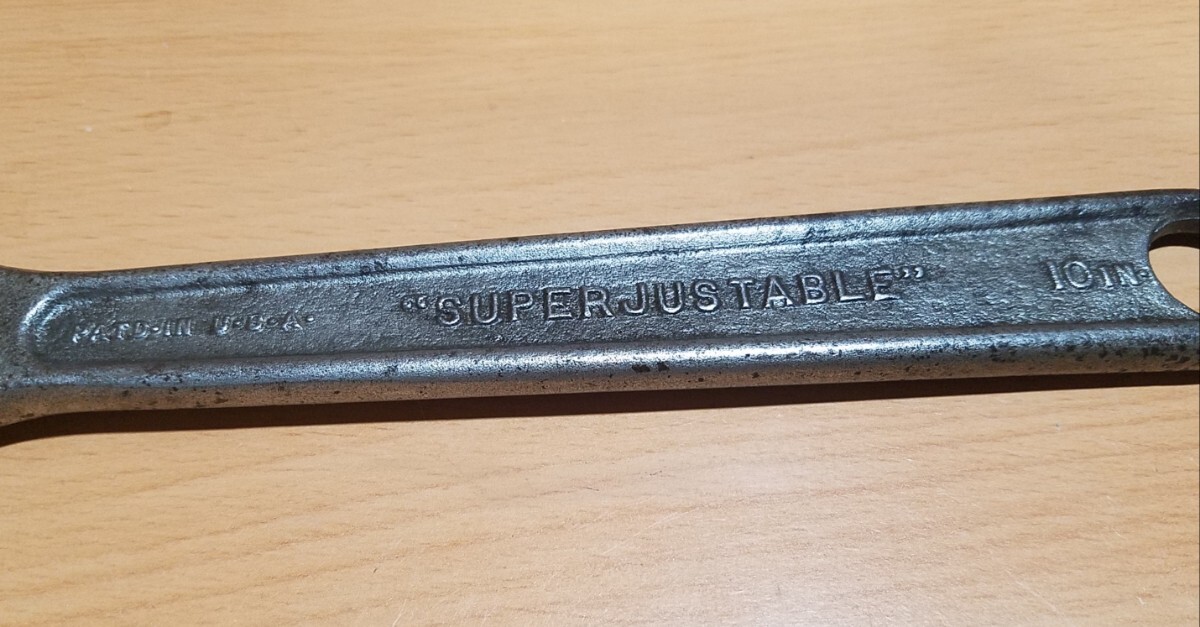 PAT'D·IN U·S·A·
“SUPERJUSTABLE”
10 IN·